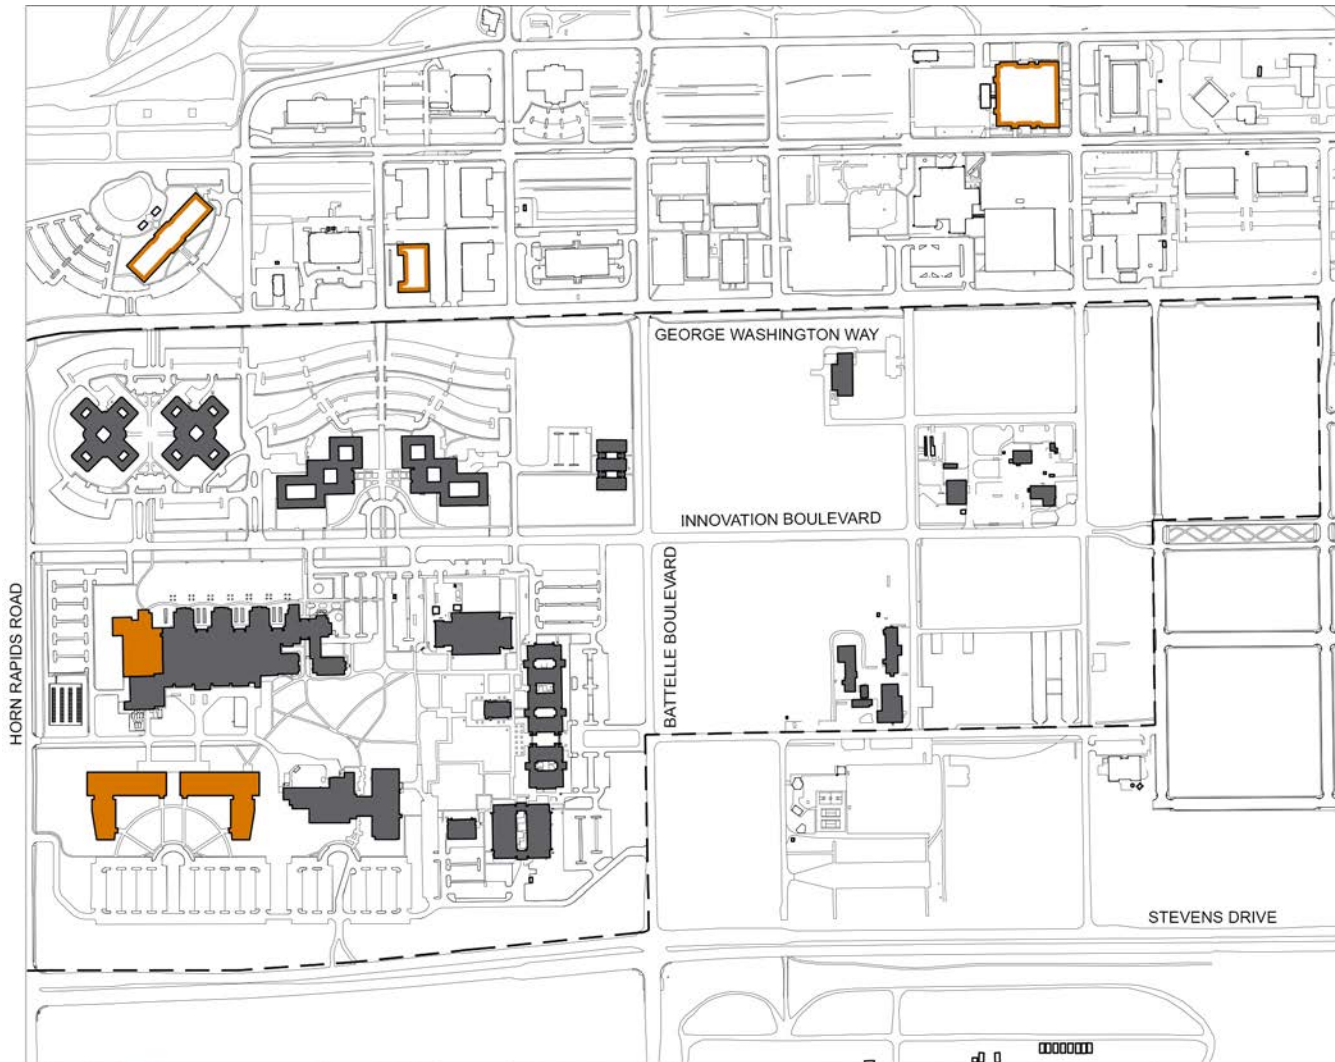 GEORGE WASHINGTON WAY
INNOVATION BOULEVARD
HORN RAPIDS ROAD
BATTELLE BOULEVARD
STEVENS DRIVE